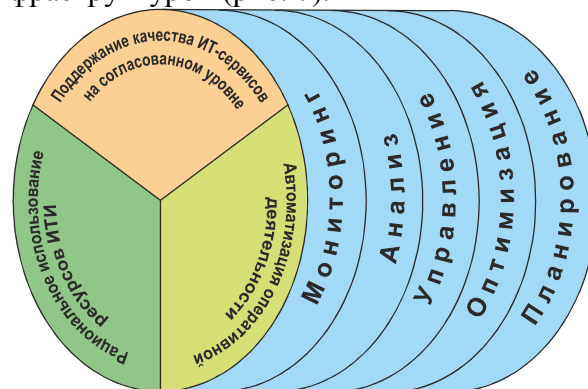 Поддержание качества ИТ-сервисов
на согласованном уровне
Рациональное использование
ресурсов ИТИ
Автоматизация оперативной
деятельности
Мониторинг
Анализ
Управление
Оптимизация
Планирование